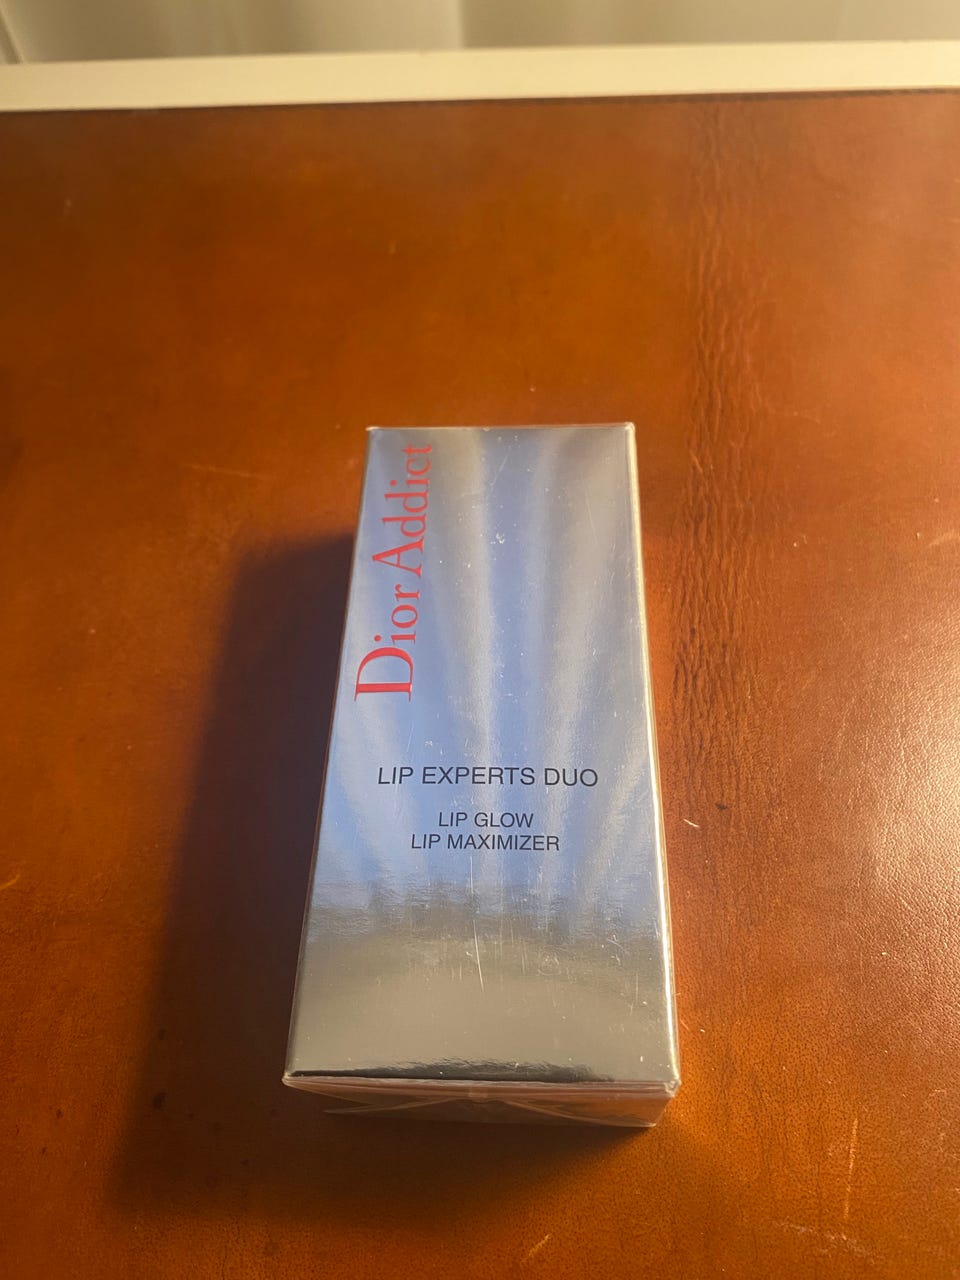 Dior Addict
LIP EXPERTS DUO
LIP GLOW
LIP MAXIMIZER